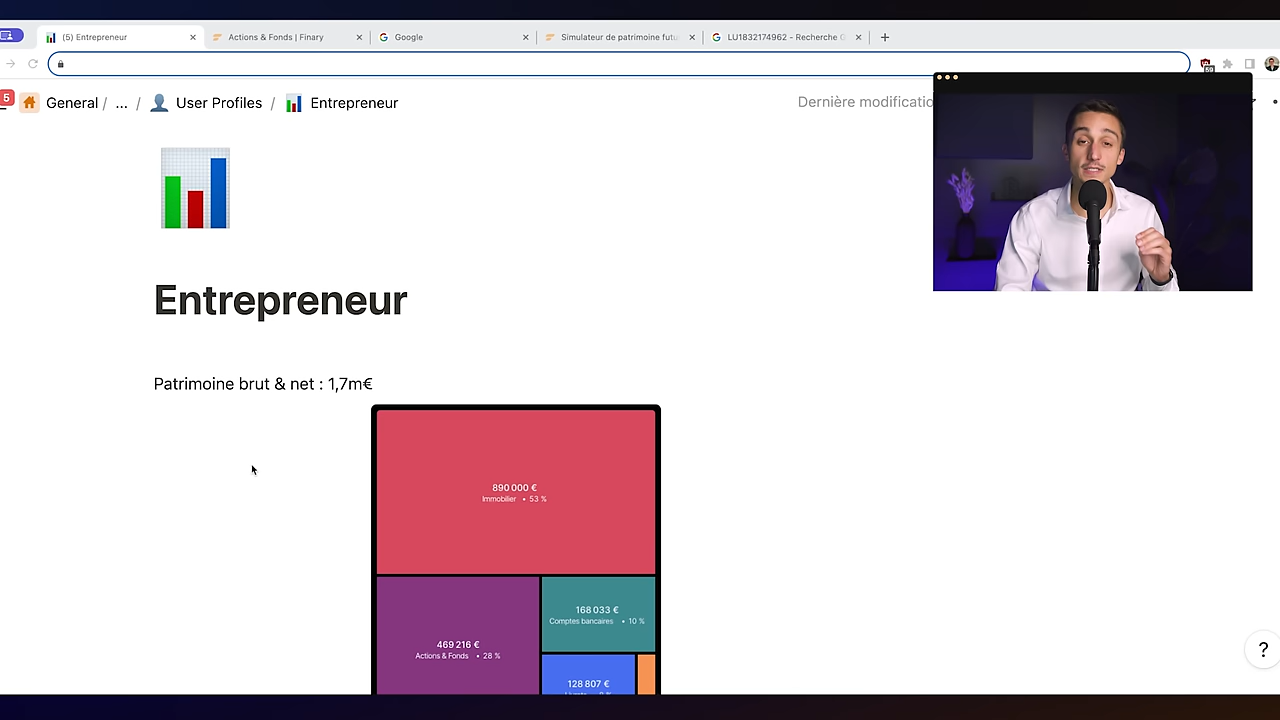 (5) Entrepreneur
Actions & Fonds | Finary
Google
Simulateur de patrimoine futu
LU1832174962 - Recherche G
59
5
General / ... / User Profiles / Entrepreneur
Dernière modificatio
Entrepreneur
Patrimoine brut & net : 1,7m€
890 000 €
Immobilier • 53 %
168 033 €
Comptes bancaires • 10 %
469 216 €
Actions & Fonds • 28 %
128 807 €
?